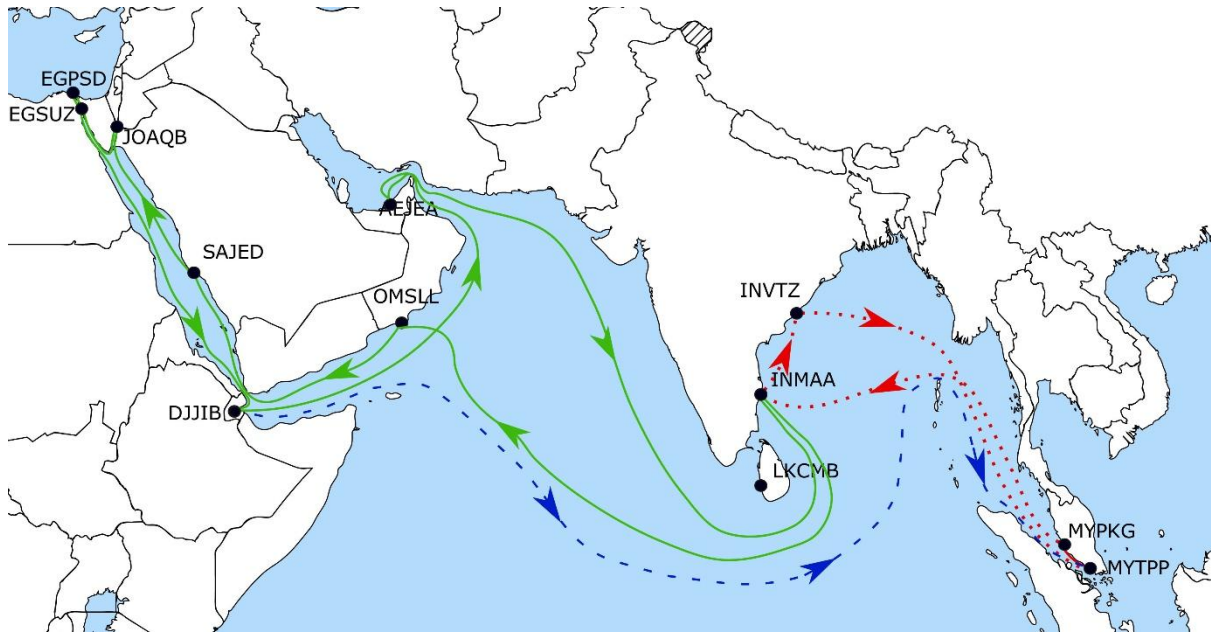 EGPSD
EGSUZ
JOAQB
AEJEA
SAJED
OMSLL
INVTZ
INMAA
DJJIB
LKCMB
MYPKG
MYTPP